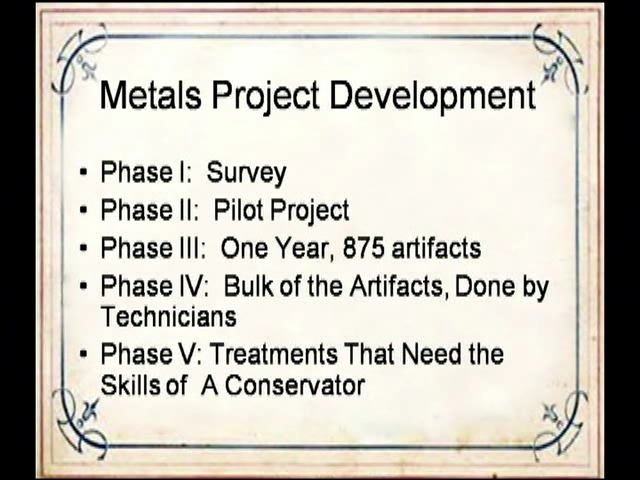 Metals Project Development
• Phase I:  Survey
• Phase II:  Pilot Project
• Phase III:  One Year, 875 artifacts
• Phase IV:  Bulk of the Artifacts, Done by
Technicians
• Phase V: Treatments That Need the
Skills of  A Conservator